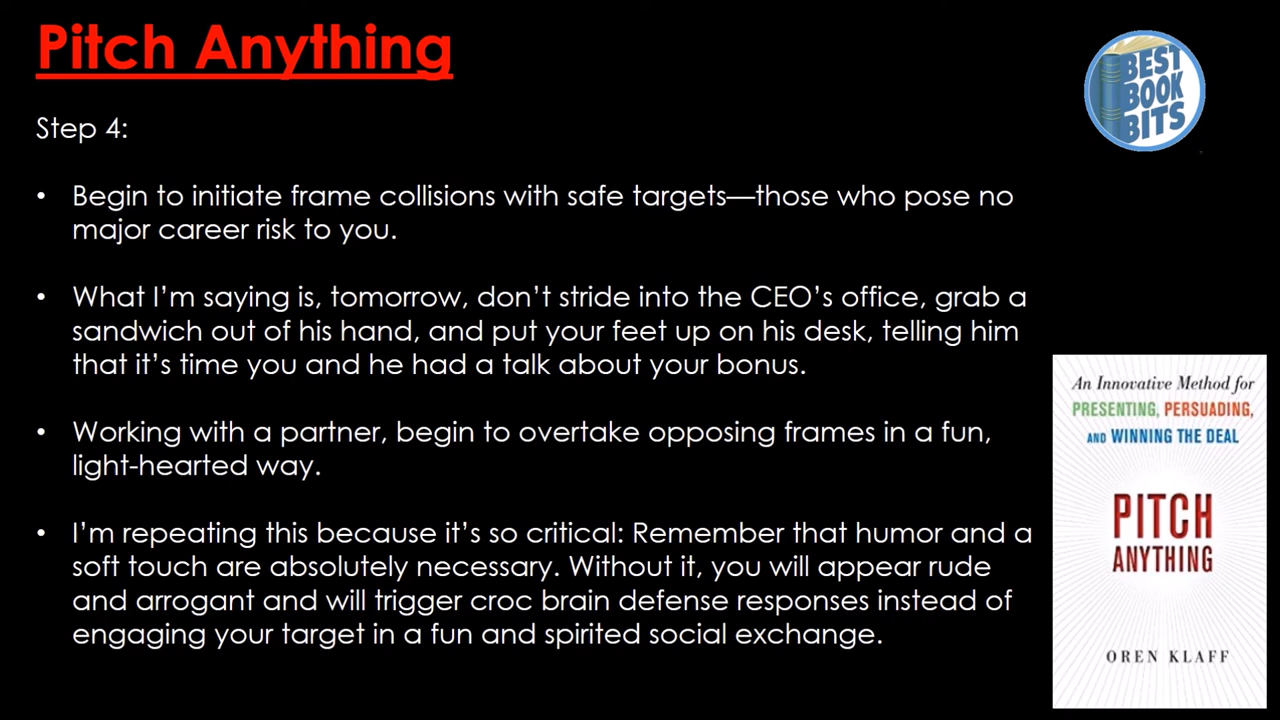 Pitch Anything
BEST
BOOK
BITS
Step 4:
• Begin to initiate frame collisions with safe targets—those who pose no
major career risk to you.
• What I’m saying is, tomorrow, don’t stride into the CEO’s office, grab a
sandwich out of his hand, and put your feet up on his desk, telling him
that it’s time you and he had a talk about your bonus.
• Working with a partner, begin to overtake opposing frames in a fun,
light-hearted way.
• I’m repeating this because it’s so critical: Remember that humor and a
soft touch are absolutely necessary. Without it, you will appear rude
and arrogant and will trigger croc brain defense responses instead of
engaging your target in a fun and spirited social exchange.
An Innovative Method for
PRESENTING, PERSUADING,
AND WINNING THE DEAL
PITCH
ANYTHING
OREN KLAFF